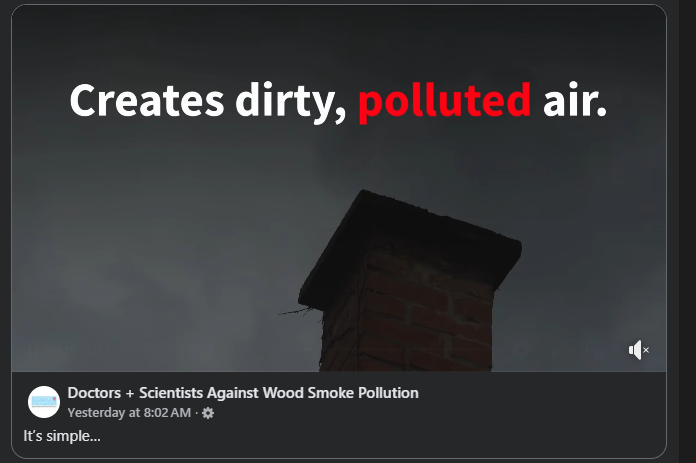 Creates dirty, polluted air.
Doctors + Scientists Against Wood Smoke Pollution
Yesterday at 8:02 AM ·
It's simple...